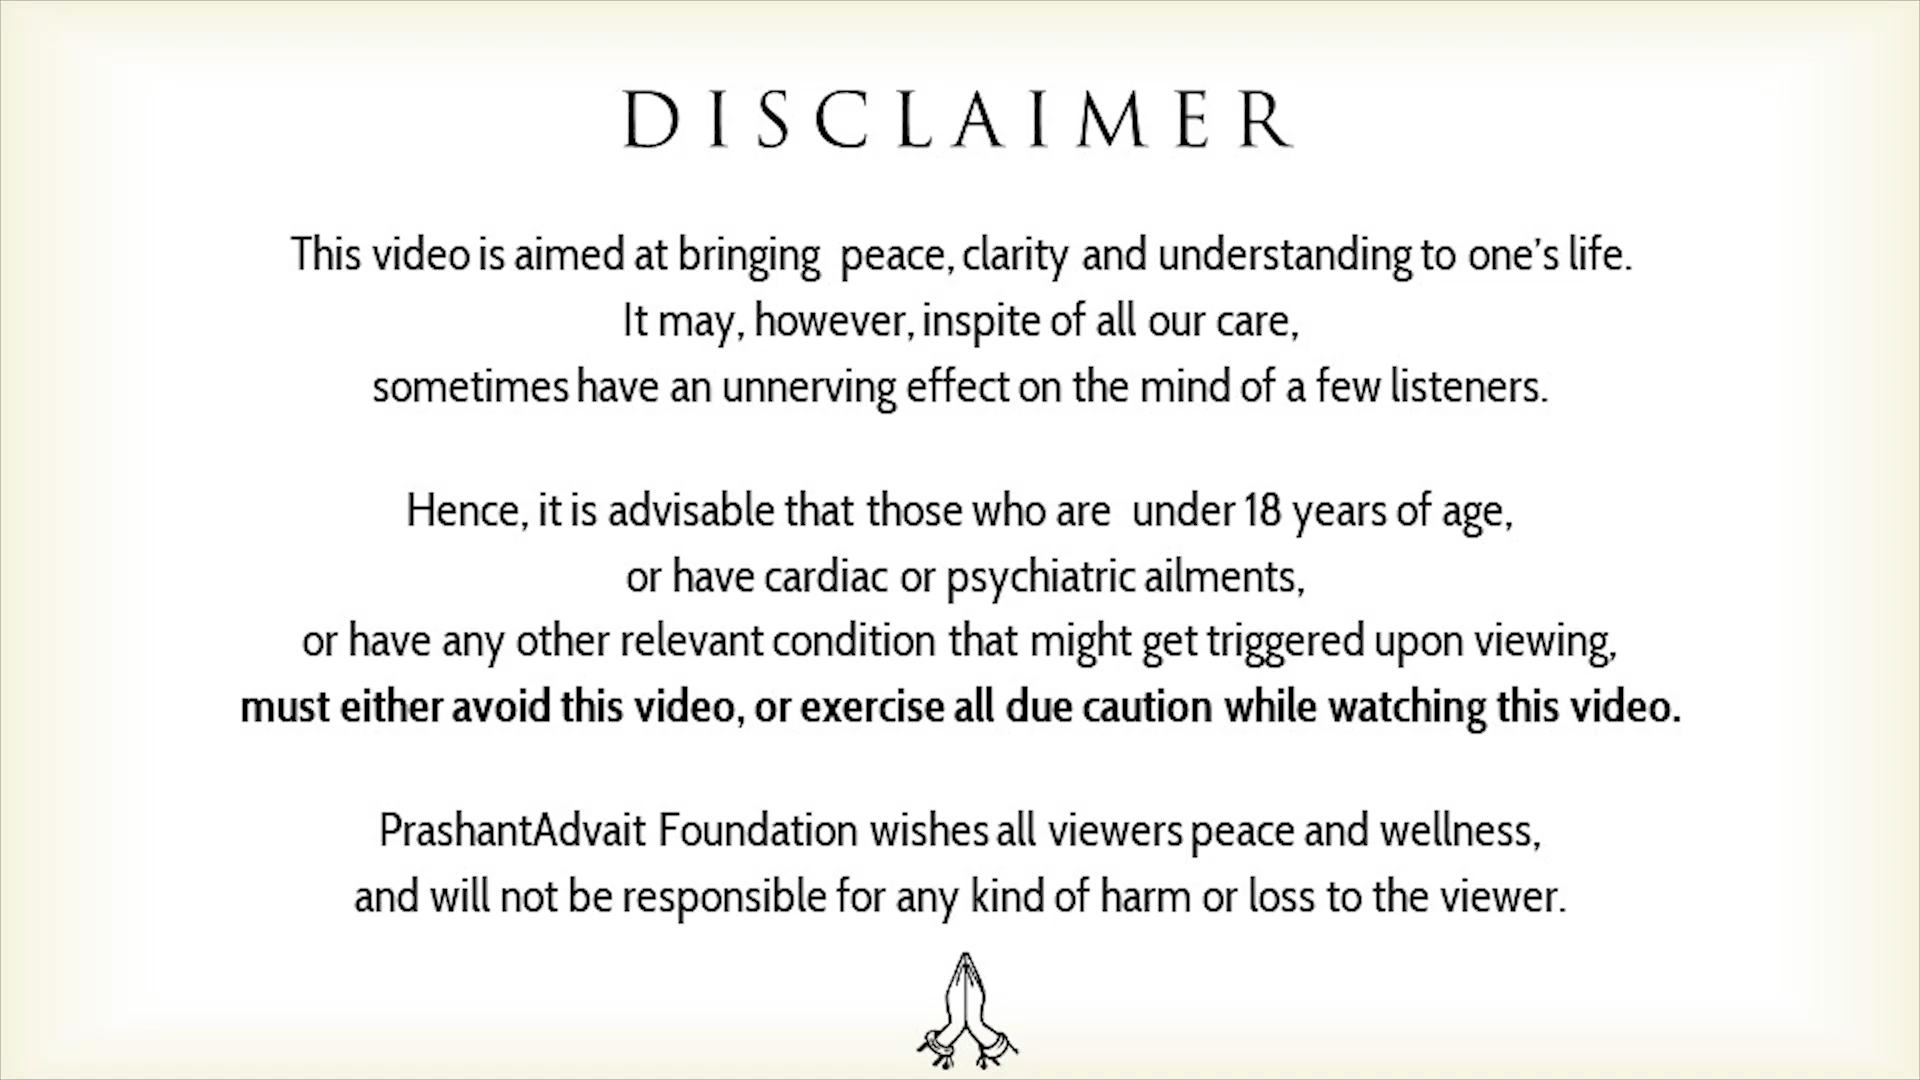 DISCLAIMER
This video is aimed at bringing peace, clarity and understanding to one's life.
It may, however, inspite of all our care,
sometimes have an unnerving effect on the mind of a few listeners.
Hence, it is advisable that those who are under 18 years of age,
or have cardiac or psychiatric ailments,
or have any other relevant condition that might get triggered upon viewing,
must either avoid this video, or exercise all due caution while watching this video.
PrashantAdvait Foundation wishes all viewers peace and wellness,
and will not be responsible for any kind of harm or loss to the viewer.